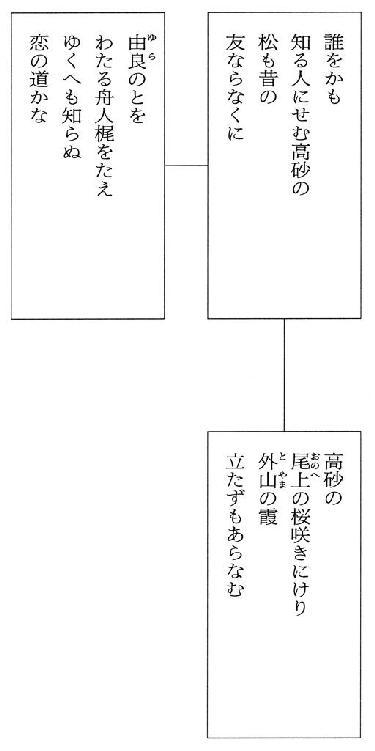 誰をかも
知る人にせむ高砂の
松も昔の
友ならなくに
由良のとを
わたる舟人梶をたえ
ゆくへも知らぬ
恋の道かな
高砂の
尾上の桜咲きにけり
外山の霞
立たずもあらなむ
ゆら
おのへ
とやま